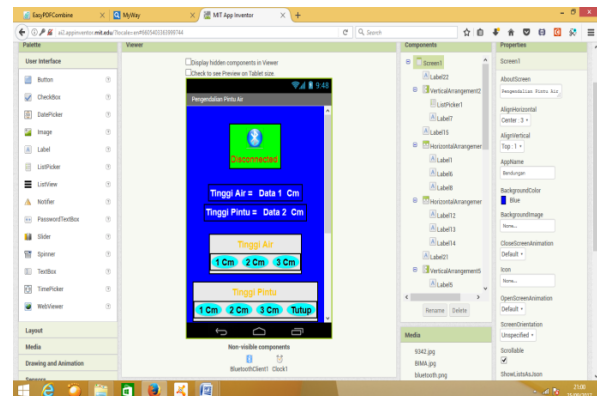 EasyPDFCombine
MyWay
MIT App Inventor
Search
Palette
Viewer
Components
Properties
User Interface
Button
CheckBox
DatePicker
Image
Label
ListPicker
ListView
Notifier
PasswordTextBox
Slider
Spinner
TextBox
TimePicker
WebViewer
Layout
Media
Drawing and Animation
Sensors
Display hidden components in Viewer
Check to see Preview on Tablet size.
9:48
Pengendalian Pintu Air
Disconnected
Tinggi Air = Data 1 Cm
Tinggi Pintu = Data 2 Cm
Tinggi Air
1 Cm 2 Cm 3 Cm
Tinggi Pintu
1 Cm 2 Cm 3 Cm Tutup
Non-visible components
BluetoothClient1 Clock1
Screen1
Label22
VerticalArrangement2
ListPicker1
Label7
Label15
HorizontalArrangemer
Label1
Label6
Label8
HorizontalArrangemer
Label12
Label13
Label14
Label21
VerticalArrangement5
Label5
Rename Delete
Media
9342.jpg
BIMA.jpg
bluetooth.png
Screen1
AboutScreen
Pengendalian Pintu Air
AlignHorizontal
Center : 3
AlignVertical
Top : 1
AppName
Bendungan
BackgroundColor
Blue
BackgroundImage
None...
CloseScreenAnimation
Default
Icon
None...
OpenScreenAnimation
Default
ScreenOrientation
Unspecified
Scrollable
ShowListsAsJson
21:00